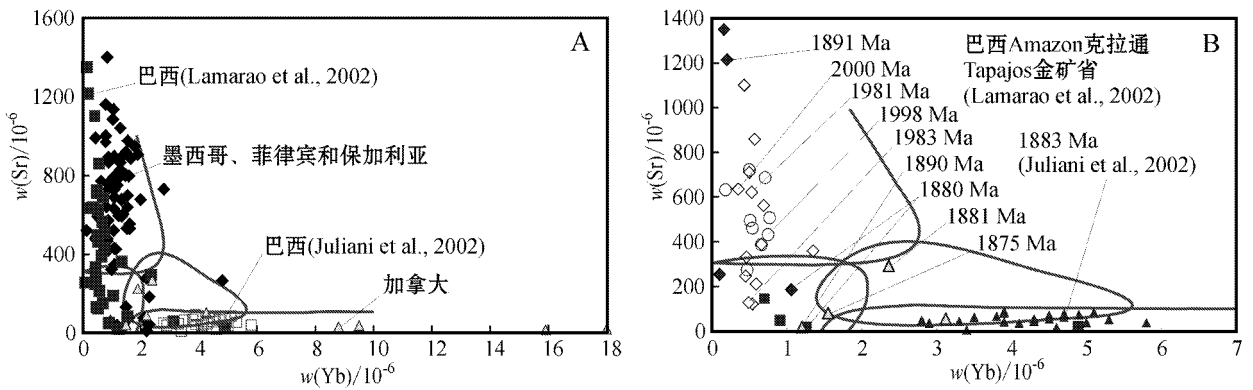 1600
1200
800
400
0
0
2
4
6
8
10
12
14
16
18
w(Sr)/10⁻⁶
w(Yb)/10⁻⁶
A
巴西(Lamarao et al., 2002)
墨西哥、菲律宾和保加利亚
巴西(Juliani et al., 2002)
加拿大
1400
1200
1000
800
600
400
200
0
0
1
2
3
4
5
6
7
w(Sr)/10⁻⁶
w(Yb)/10⁻⁶
B
巴西Amazon克拉通
Tapajos金矿省
(Lamarao et al., 2002)
1891 Ma
2000 Ma
1981 Ma
1998 Ma
1983 Ma
1890 Ma
1880 Ma
1881 Ma
1875 Ma
1883 Ma
(Juliani et al., 2002)